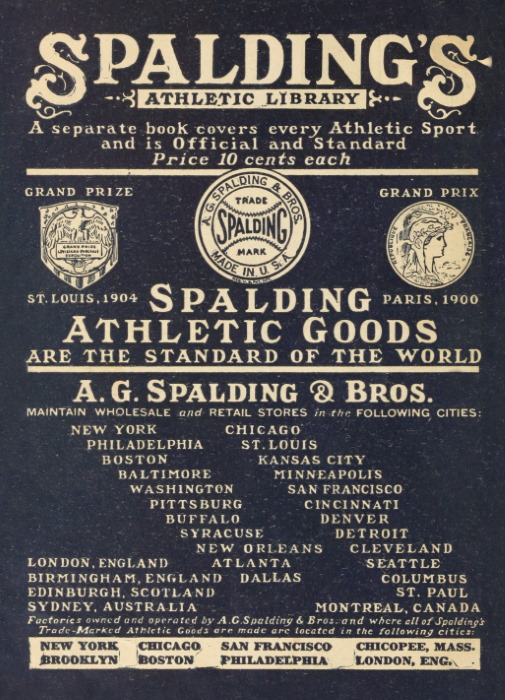 SPALDING'S
ATHLETIC LIBRARY
A separate book covers every Athletic Sport
and is Official and Standard
Price 10 cents each
GRAND PRIZE
GRAND PRIX
A.G. SPALDING & BROS.
TRADE
SPALDING
MARK
MADE IN U.S.A.
ST. LOUIS, 1904
PARIS, 1900
SPALDING
ATHLETIC GOODS
ARE THE STANDARD OF THE WORLD
A.G. SPALDING & BROS.
MAINTAIN WHOLESALE and RETAIL STORES in the FOLLOWING CITIES:
NEW YORK CHICAGO
PHILADELPHIA ST. LOUIS
BOSTON KANSAS CITY
BALTIMORE MINNEAPOLIS
WASHINGTON SAN FRANCISCO
PITTSBURG CINCINNATI
BUFFALO DENVER
SYRACUSE DETROIT
NEW ORLEANS CLEVELAND
LONDON, ENGLAND ATLANTA SEATTLE
BIRMINGHAM, ENGLAND DALLAS COLUMBUS
EDINBURGH, SCOTLAND ST. PAUL
SYDNEY, AUSTRALIA MONTREAL, CANADA
Factories owned and operated by A.G. Spalding & Bros. and where all of Spalding's
Trade-Marked Athletic Goods are made are located in the following cities:
NEW YORK CHICAGO SAN FRANCISCO CHICOPEE, MASS.
BROOKLYN BOSTON PHILADELPHIA LONDON, ENG.